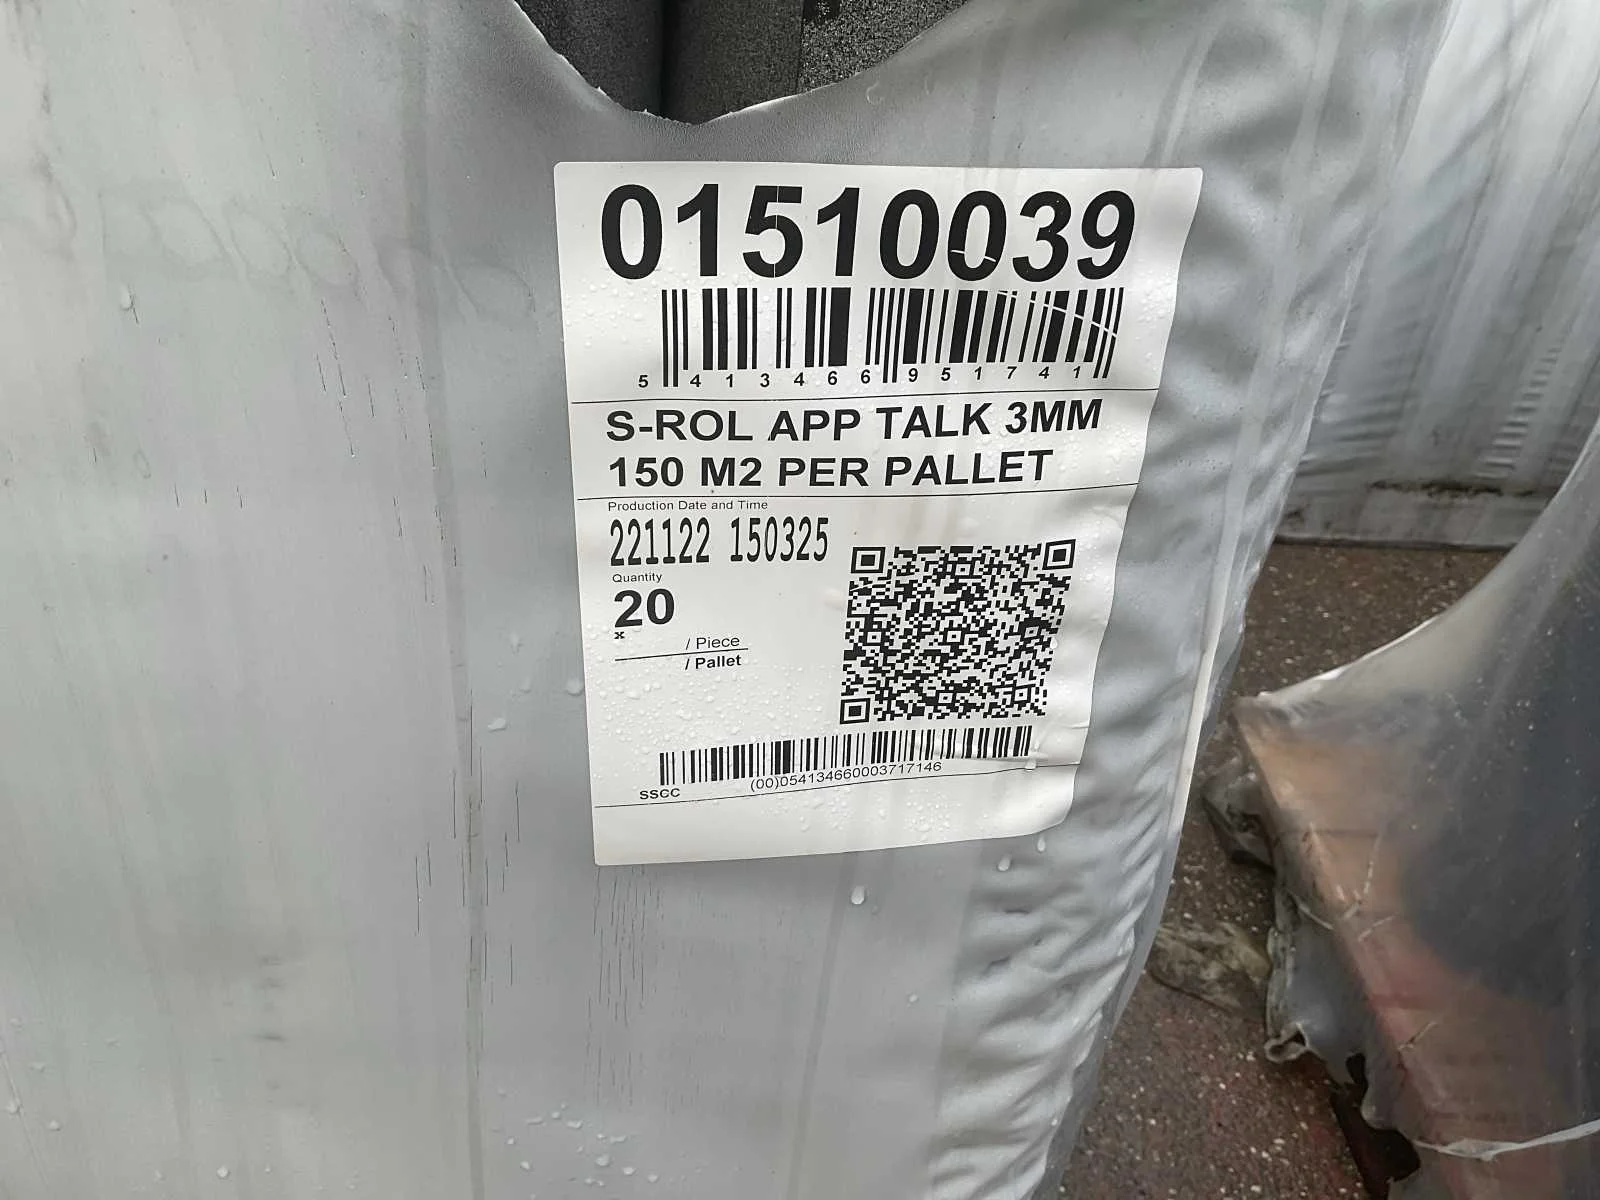 01510039
5 413466 951741
S-ROL APP TALK 3MM
150 M2 PER PALLET
Production Date and Time
221122 150325
Quantity
20
x
/ Piece
/ Pallet
(00)054134660003717146
SSCC